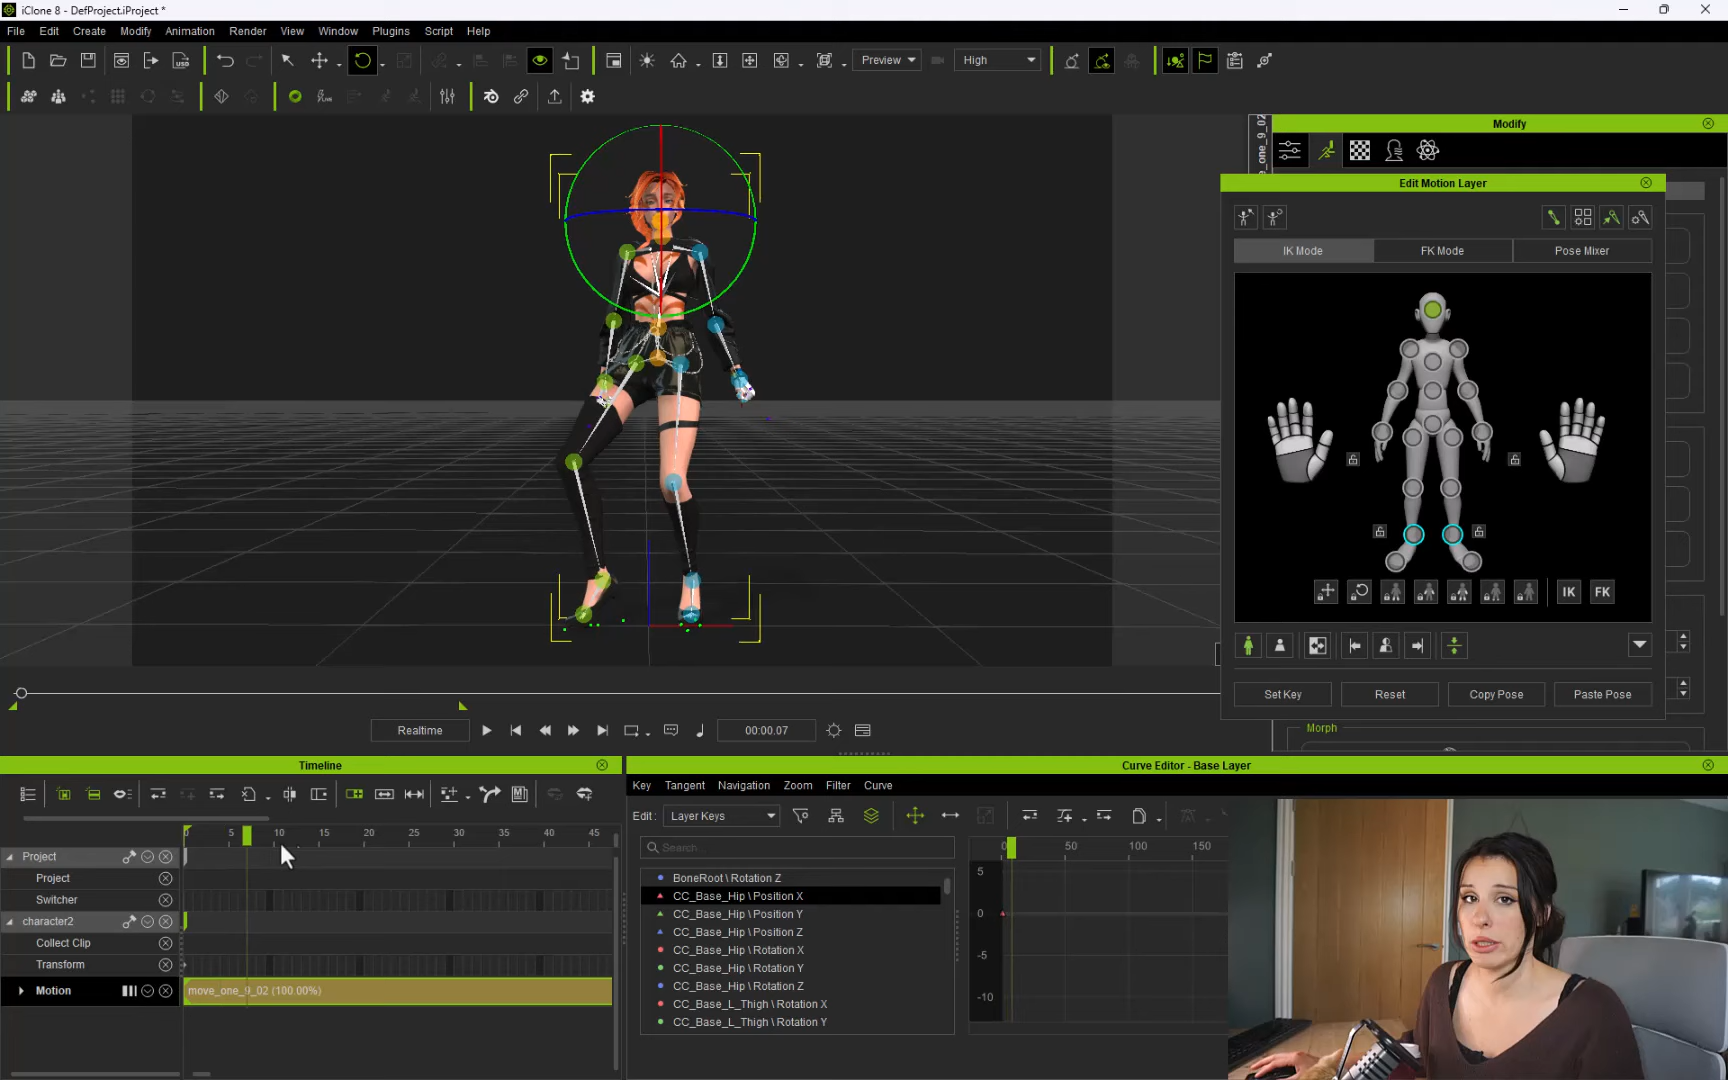 iClone 8 - DefProject.iProject *
File Edit Create Modify Animation Render View Window Plugins Script Help
Preview
High
Modify
Edit Motion Layer
IK Mode
FK Mode
Pose Mixer
IK FK
Set Key
Reset
Copy Pose
Paste Pose
Morph
Realtime
00:00.07
Timeline
0 5 10 15 20 25 30 35 40 45
Project
Project
Switcher
character2
Collect Clip
Transform
Motion
move_one_9_02 (100.00%)
Curve Editor - Base Layer
Key Tangent Navigation Zoom Filter Curve
Edit : Layer Keys
Search...
BoneRoot \ Rotation Z
CC_Base_Hip \ Position X
CC_Base_Hip \ Position Y
CC_Base_Hip \ Position Z
CC_Base_Hip \ Rotation X
CC_Base_Hip \ Rotation Y
CC_Base_Hip \ Rotation Z
CC_Base_L_Thigh \ Rotation X
CC_Base_L_Thigh \ Rotation Y
0 50 100 150
5
0
-5
-10